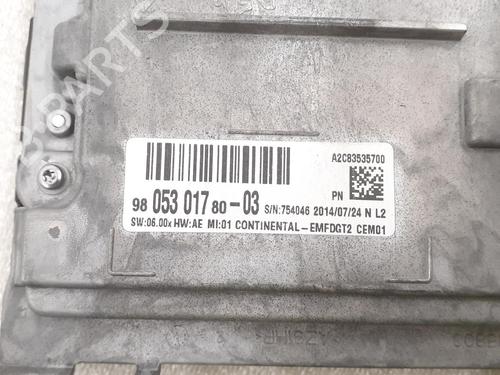 A2C83535700
PN
98 053 017 80-03 S/N:754046 2014/07/24 N L2
SW:06.00x HW:AE MI:01 CONTINENTAL-EMFDGT2 CEM01
PARTS